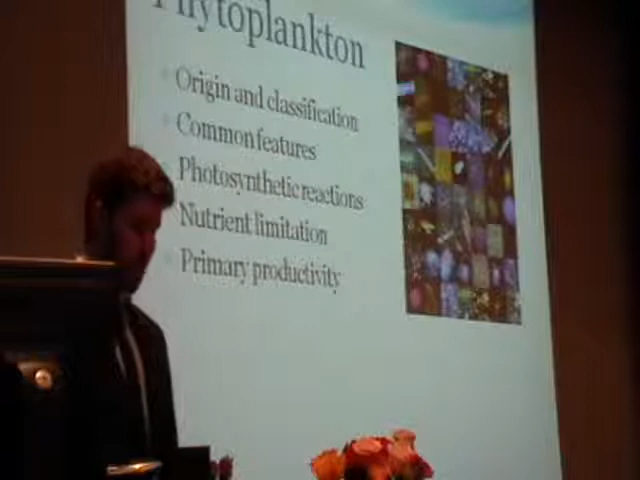 Phytoplankton
Origin and classification
Common features
Photosynthetic reactions
Nutrient limitation
Primary productivity